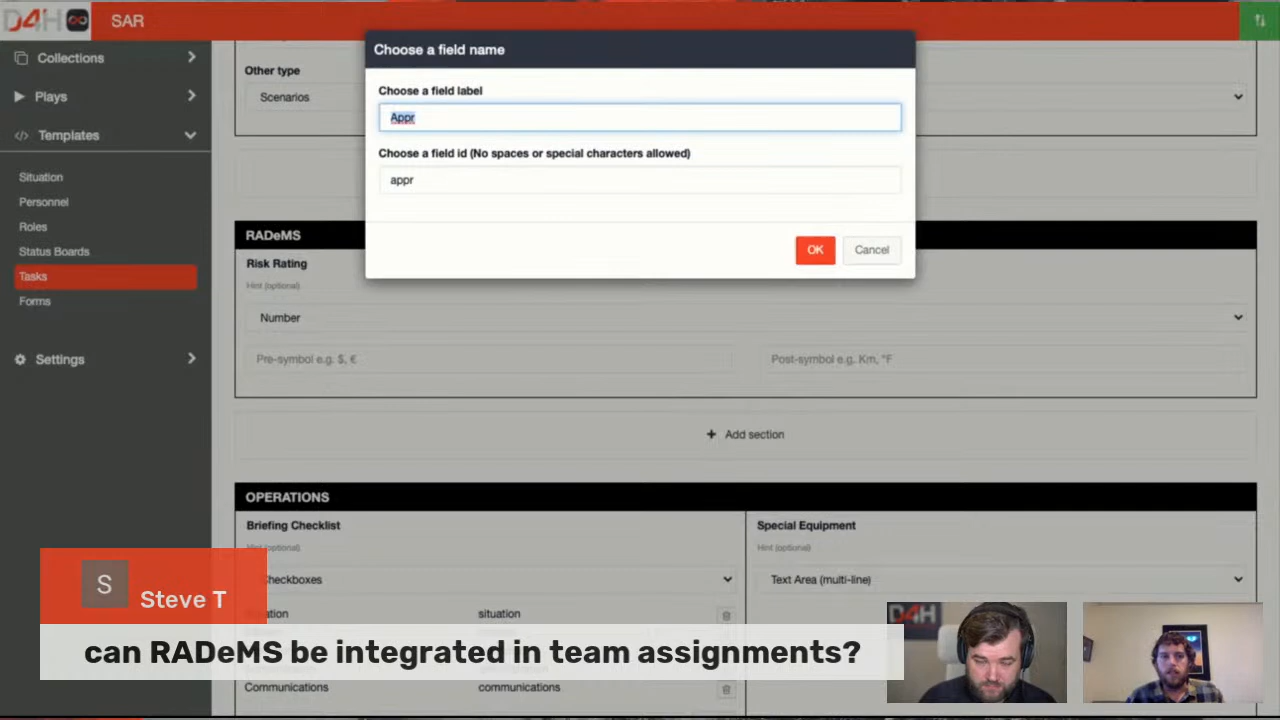 D4H SAR
Choose a field name
Collections
Other type
Choose a field label
Plays
Scenarios
Appr
Templates
Choose a field id (No spaces or special characters allowed)
Situation
appr
Personnel
Roles
RADeMS
Status Boards
OK
Cancel
Risk Rating
Tasks
Hint (optional)
Forms
Number
Settings
Pre-symbol e.g. $, €
Post-symbol e.g. Km, °F
+ Add section
OPERATIONS
Briefing Checklist
Special Equipment
Hint (optional)
Hint (optional)
Checkboxes
Text Area (multi-line)
S
Steve T
situation
D4H
can RADeMS be integrated in team assignments?
Communications
communications